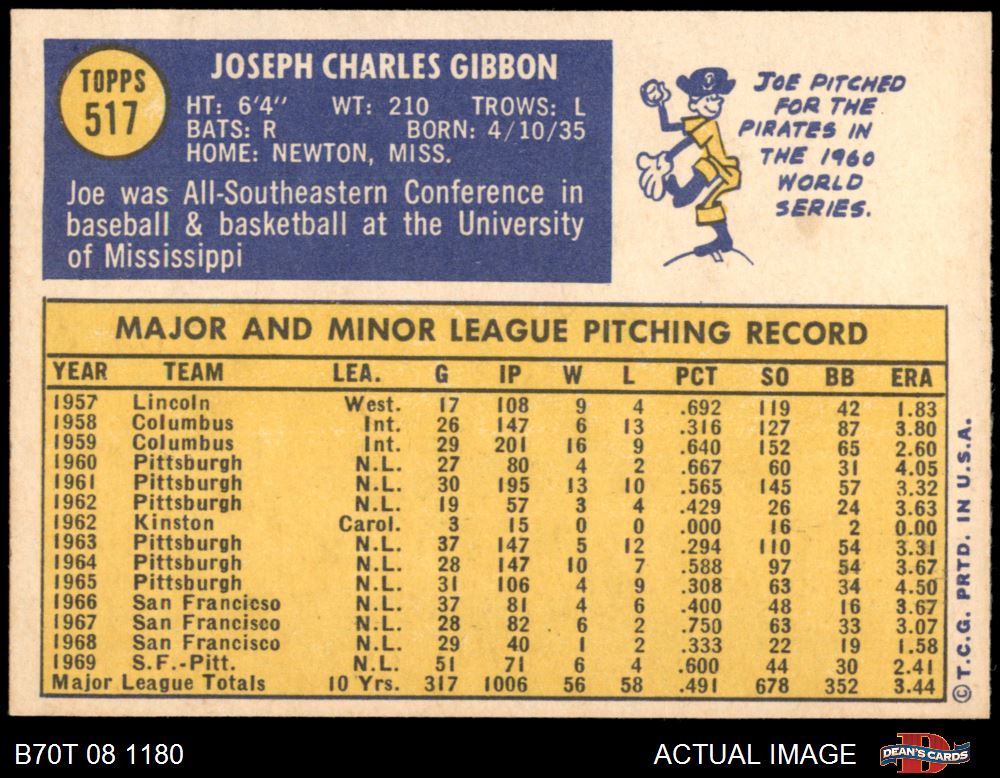 TOPPS
517
JOSEPH CHARLES GIBBON
HT: 6'4" WT: 210 TROWS: L
BATS: R BORN: 4/10/35
HOME: NEWTON, MISS.
Joe was All-Southeastern Conference in
baseball & basketball at the University
of Mississippi
JOE PITCHED
FOR THE
PIRATES IN
THE 1960
WORLD
SERIES.
MAJOR AND MINOR LEAGUE PITCHING RECORD
YEAR TEAM LEA. G IP W L PCT SO BB ERA
1957 Lincoln West. 17 108 9 4 .692 119 42 1.83
1958 Columbus Int. 26 147 6 13 .316 127 87 3.80
1959 Columbus Int. 29 201 16 9 .640 152 65 2.60
1960 Pittsburgh N.L. 27 80 4 2 .667 60 31 4.05
1961 Pittsburgh N.L. 30 195 13 10 .565 145 57 3.32
1962 Pittsburgh N.L. 19 57 3 4 .429 26 24 3.63
1962 Kinston Carol. 3 15 0 0 .000 16 2 0.00
1963 Pittsburgh N.L. 37 147 5 12 .294 110 54 3.31
1964 Pittsburgh N.L. 28 147 10 7 .588 97 54 3.67
1965 Pittsburgh N.L. 31 106 4 9 .308 63 34 4.50
1966 San Francicso N.L. 37 81 4 6 .400 48 16 3.67
1967 San Francisco N.L. 28 82 6 2 .750 63 33 3.07
1968 San Francisco N.L. 29 40 1 2 .333 22 19 1.58
1969 S.F.-Pitt. N.L. 51 71 6 4 .600 44 30 2.41
Major League Totals 10 Yrs. 317 1006 56 58 .491 678 352 3.44
© T.C.G. PRTD. IN U.S.A.
B70T 08 1180 ACTUAL IMAGE DEAN'S CARDS